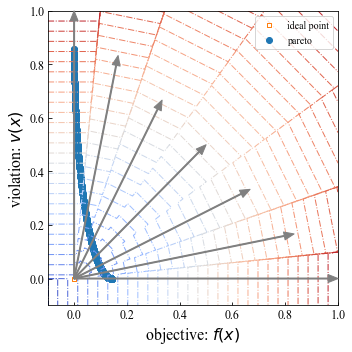 ideal point
pareto
1.0
0.8
0.6
0.4
0.2
0.0
violation: v(x)
0.0 0.2 0.4 0.6 0.8 1.0
objective: f(x)